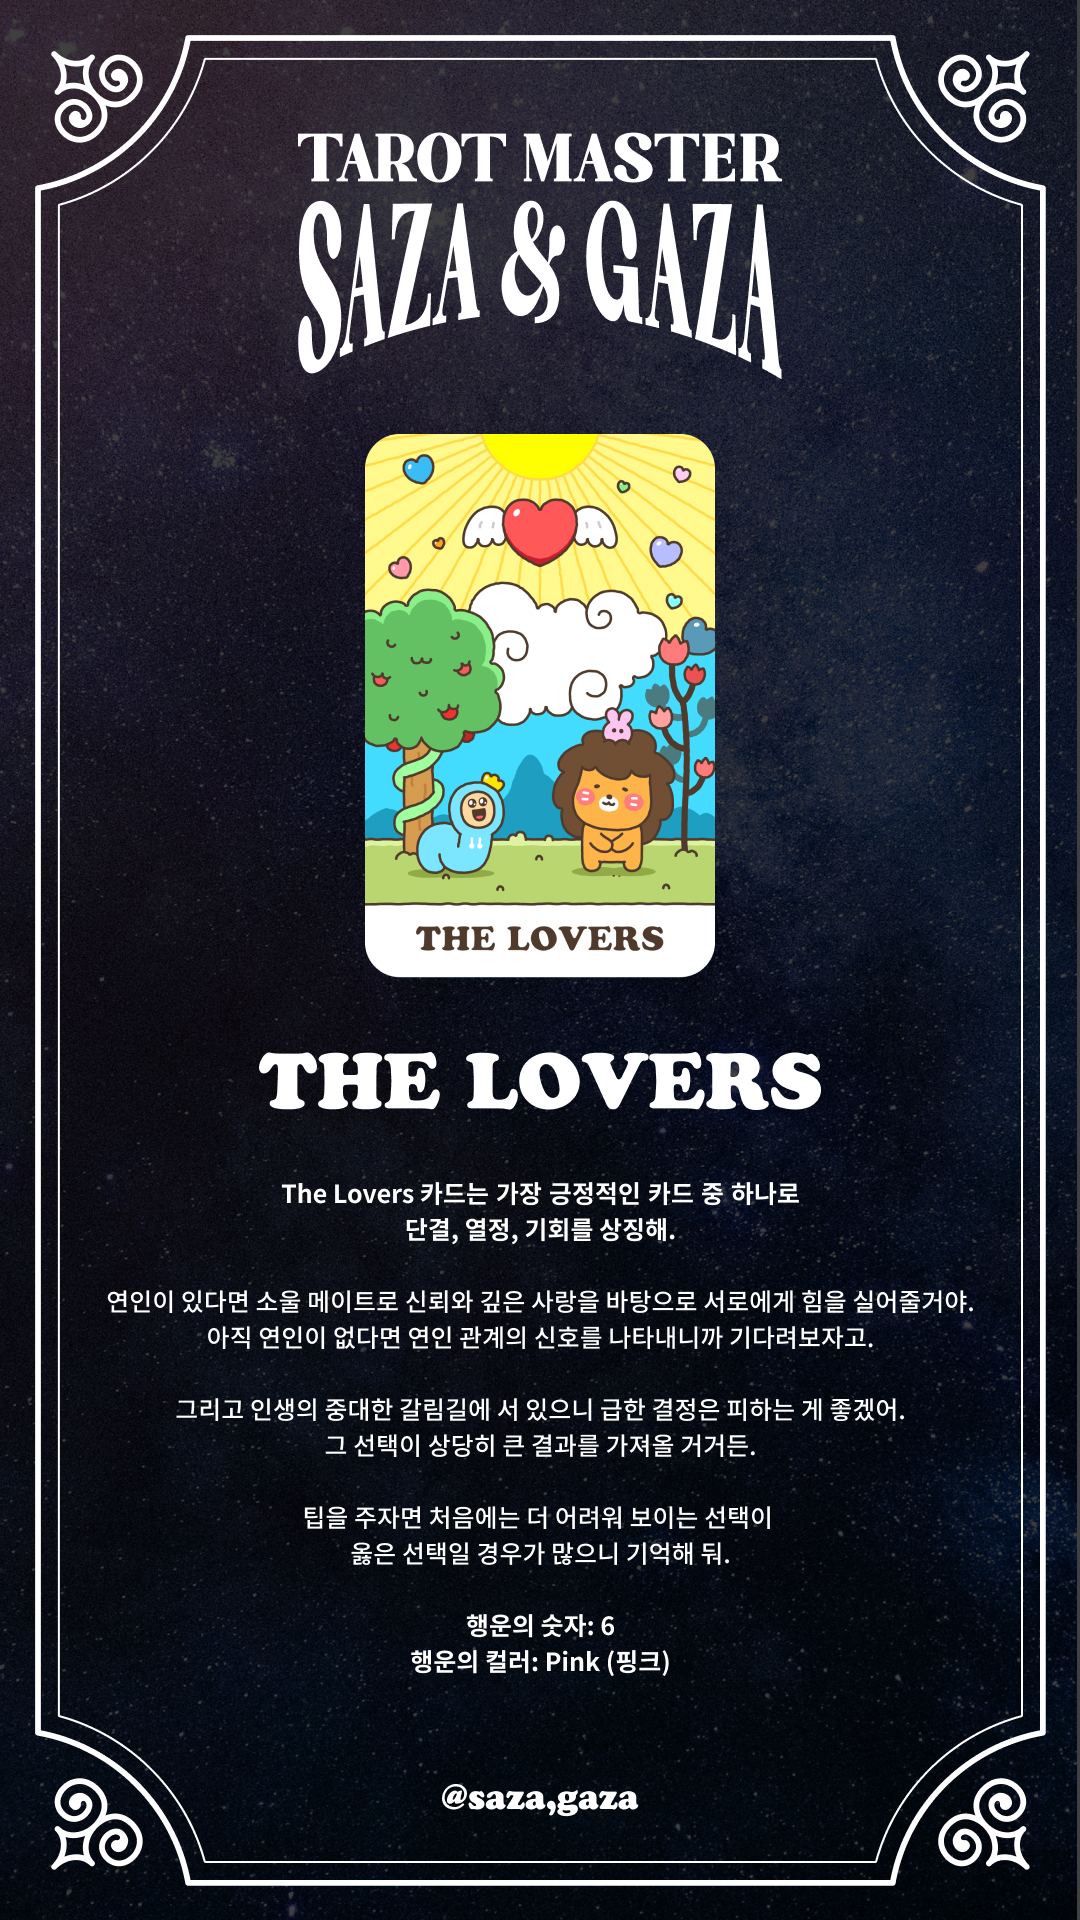 TAROT MASTER
SAZA & GAZA
THE LOVERS
THE LOVERS
The Lovers 카드는 가장 긍정적인 카드 중 하나로
단결, 열정, 기회를 상징해.
연인이 있다면 소울 메이트로 신뢰와 깊은 사랑을 바탕으로 서로에게 힘을 실어줄거야.
아직 연인이 없다면 연인 관계의 신호를 나타내니까 기다려보자고.
그리고 인생의 중대한 갈림길에 서 있으니 급한 결정은 피하는 게 좋겠어.
그 선택이 상당히 큰 결과를 가져올 거거든.
팁을 주자면 처음에는 더 어려워 보이는 선택이
옳은 선택일 경우가 많으니 기억해 둬.
행운의 숫자: 6
행운의 컬러: Pink (핑크)
@saza,gaza